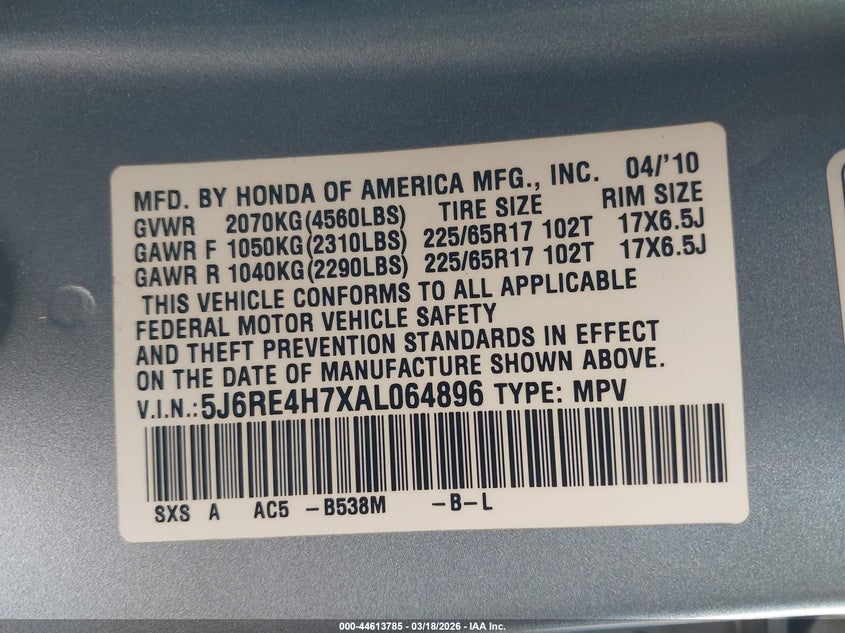 MFD. BY HONDA OF AMERICA MFG., INC. 04/'10
GVWR 2070KG(4560LBS) TIRE SIZE RIM SIZE
GAWR F 1050KG(2310LBS) 225/65R17 102T 17X6.5J
GAWR R 1040KG(2290LBS) 225/65R17 102T 17X6.5J
THIS VEHICLE CONFORMS TO ALL APPLICABLE
FEDERAL MOTOR VEHICLE SAFETY
AND THEFT PREVENTION STANDARDS IN EFFECT
ON THE DATE OF MANUFACTURE SHOWN ABOVE.
V.I.N.:5J6RE4H7XAL064896 TYPE: MPV
SXS A AC5 -B538M -B-L
000-44613785 - 03/18/2026 - IAA Inc.